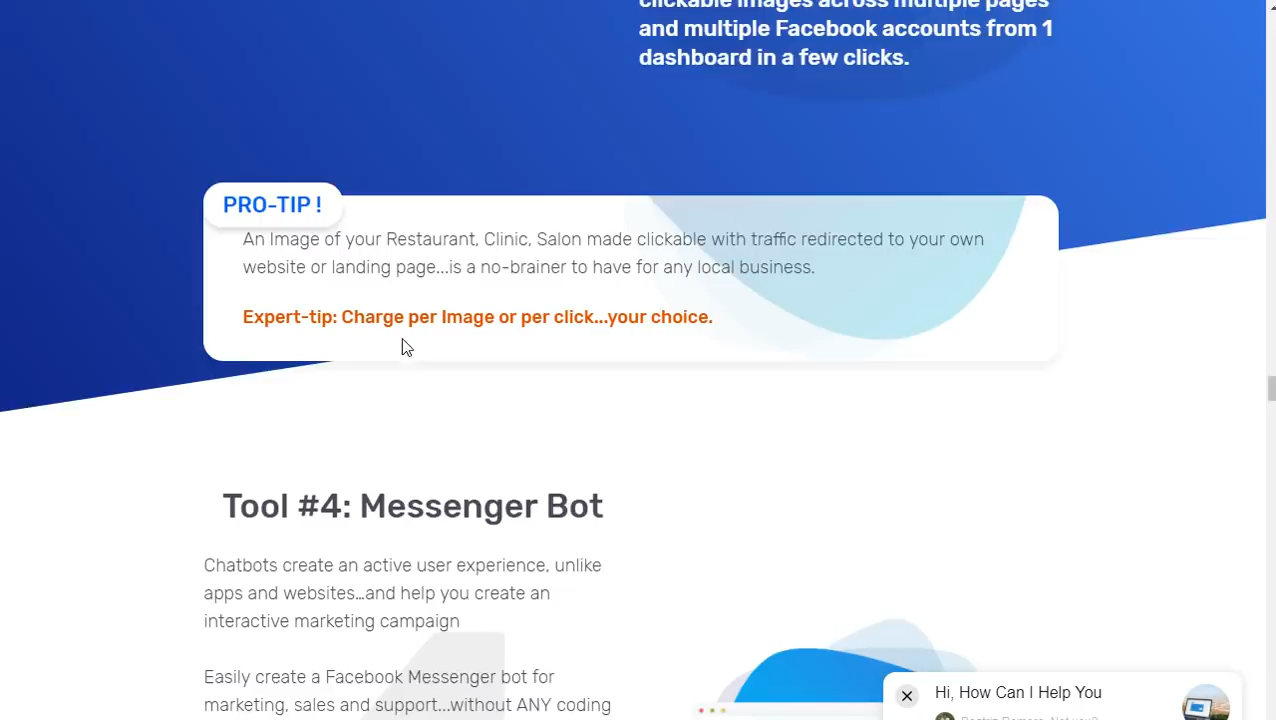 clickable images across multiple pages
and multiple Facebook accounts from 1
dashboard in a few clicks.
PRO-TIP !
An Image of your Restaurant, Clinic, Salon made clickable with traffic redirected to your own
website or landing page...is a no-brainer to have for any local business.
Expert-tip: Charge per Image or per click...your choice.
Tool #4: Messenger Bot
Chatbots create an active user experience, unlike
apps and websites...and help you create an
interactive marketing campaign
Easily create a Facebook Messenger bot for
marketing, sales and support...without ANY coding
Hi, How Can I Help You